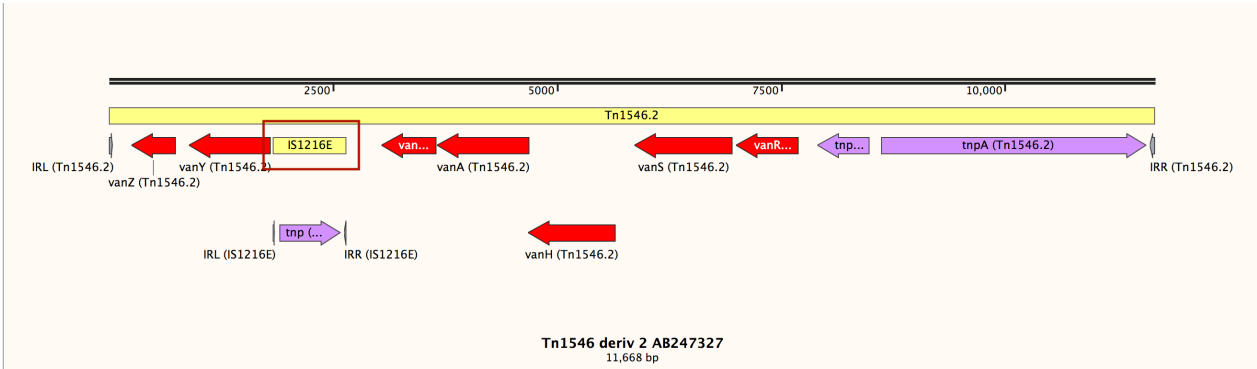 2500
5000
7500
10,000
Tn1546.2
IS1216E
van...
vanR...
tnp...
tnpA (Tn1546.2)
IRL (Tn1546.2)
vanY (Tn1546.2)
vanA (Tn1546.2)
vanS (Tn1546.2)
IRR (Tn1546.2)
vanZ (Tn1546.2)
tnp (...
IRL (IS1216E)
IRR (IS1216E)
vanH (Tn1546.2)
Tn1546 deriv 2 AB247327
11,668 bp